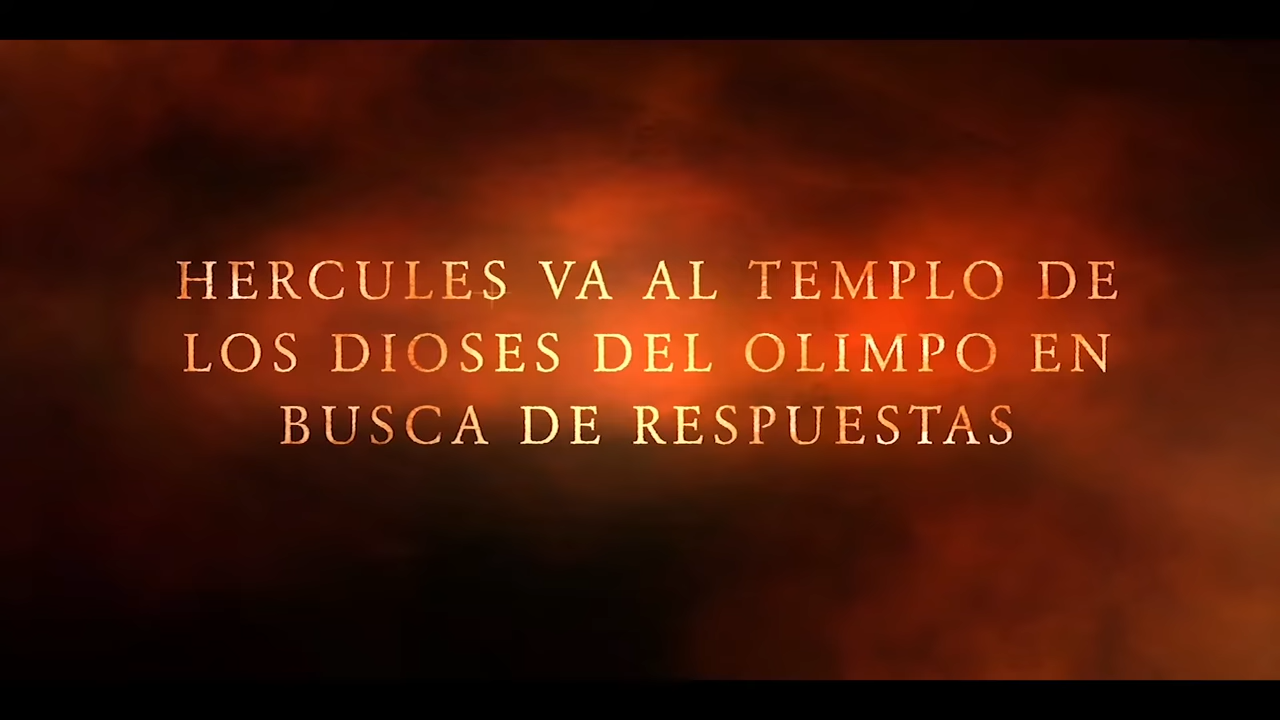 HERCULES VA AL TEMPLO DE
LOS DIOSES DEL OLIMPO EN
BUSCA DE RESPUESTAS